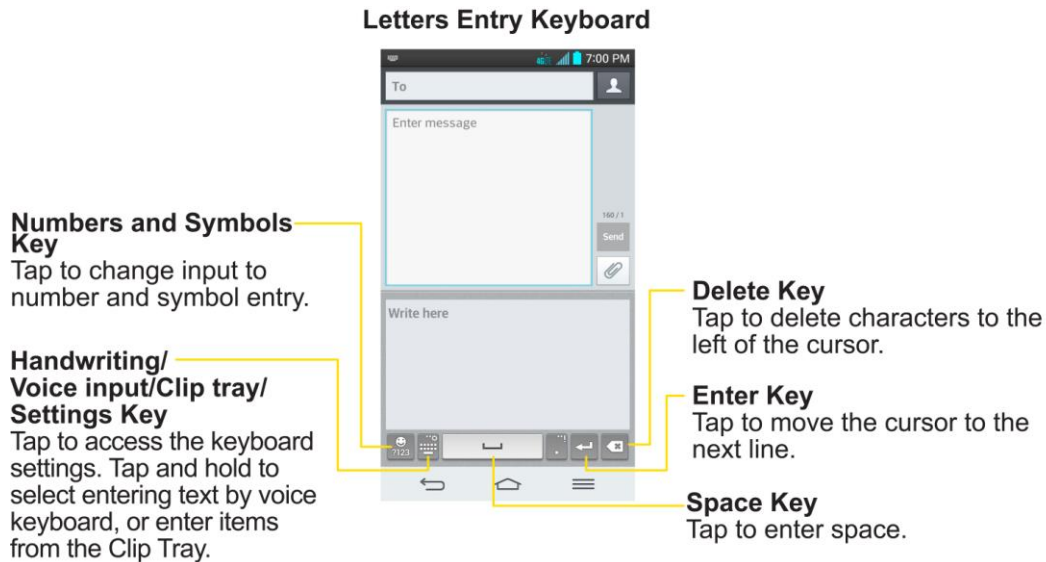 Letters Entry Keyboard
4G
7:00 PM
To
Enter message
160 / 1
Send
Write here
?123
Numbers and Symbols
Key
Tap to change input to
number and symbol entry.
Handwriting/
Voice input/Clip tray/
Settings Key
Tap to access the keyboard
settings. Tap and hold to
select entering text by voice
keyboard, or enter items
from the Clip Tray.
Delete Key
Tap to delete characters to the
left of the cursor.
Enter Key
Tap to move the cursor to the
next line.
Space Key
Tap to enter space.